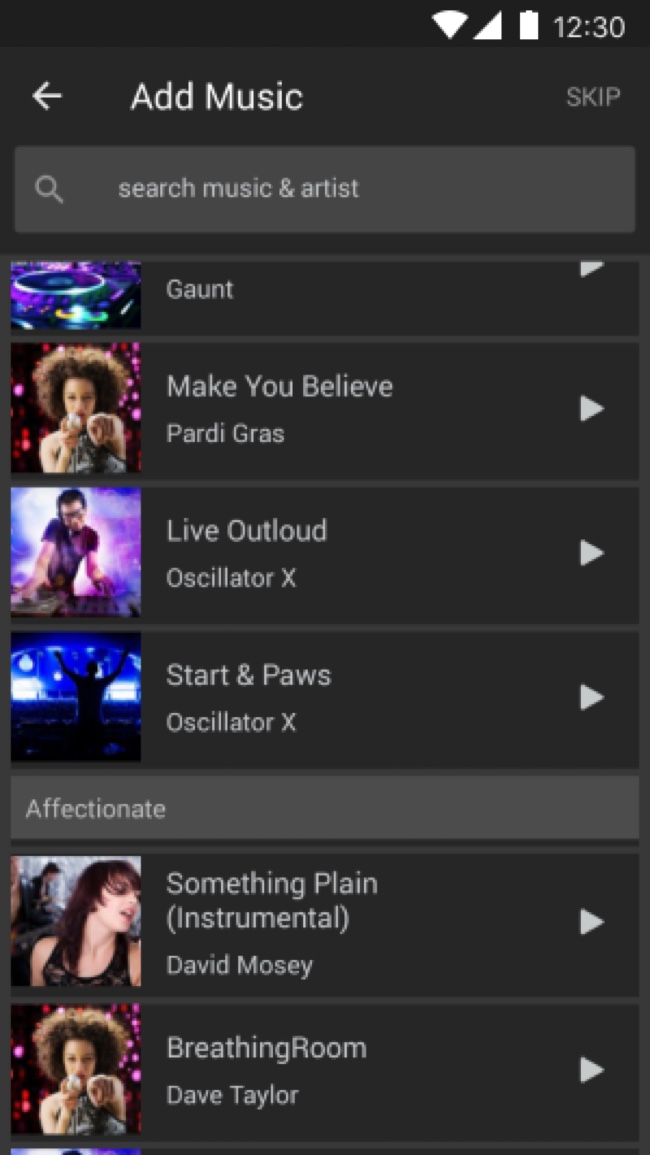 12:30
Add Music
SKIP
search music & artist
Gaunt
Make You Believe
Pardi Gras
Live Outloud
Oscillator X
Start & Paws
Oscillator X
Affectionate
Something Plain
(Instrumental)
David Mosey
BreathingRoom
Dave Taylor